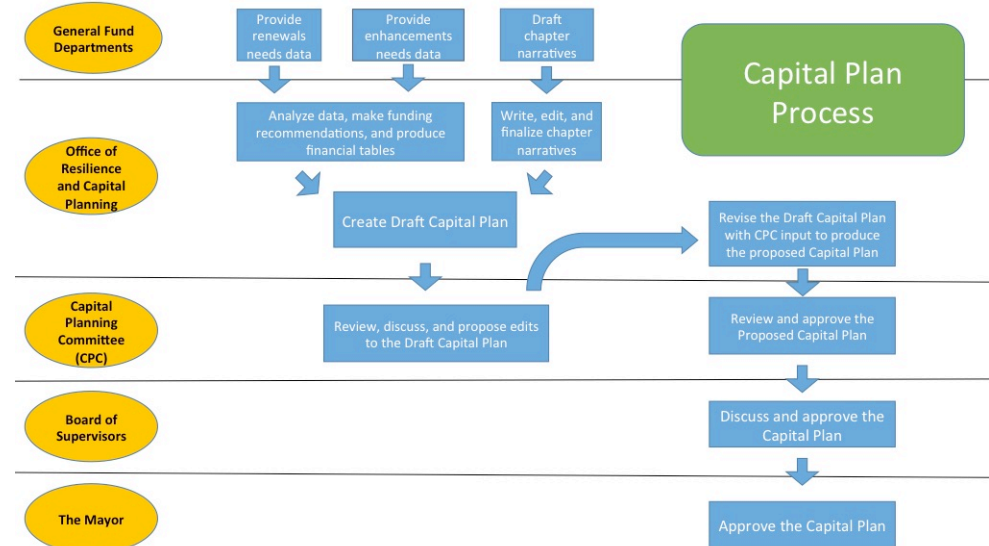 General Fund
Departments
Provide
renewals
needs data
Provide
enhancements
needs data
Draft
chapter
narratives
Capital Plan
Process
Office of
Resilience
and Capital
Planning
Analyze data, make funding
recommendations, and produce
financial tables
Write, edit, and
finalize chapter
narratives
Create Draft Capital Plan
Revise the Draft Capital Plan
with CPC input to produce
the proposed Capital Plan
Capital
Planning
Committee
(CPC)
Review, discuss, and propose edits
to the Draft Capital Plan
Review and approve the
Proposed Capital Plan
Board of
Supervisors
Discuss and approve the
Capital Plan
The Mayor
Approve the Capital Plan